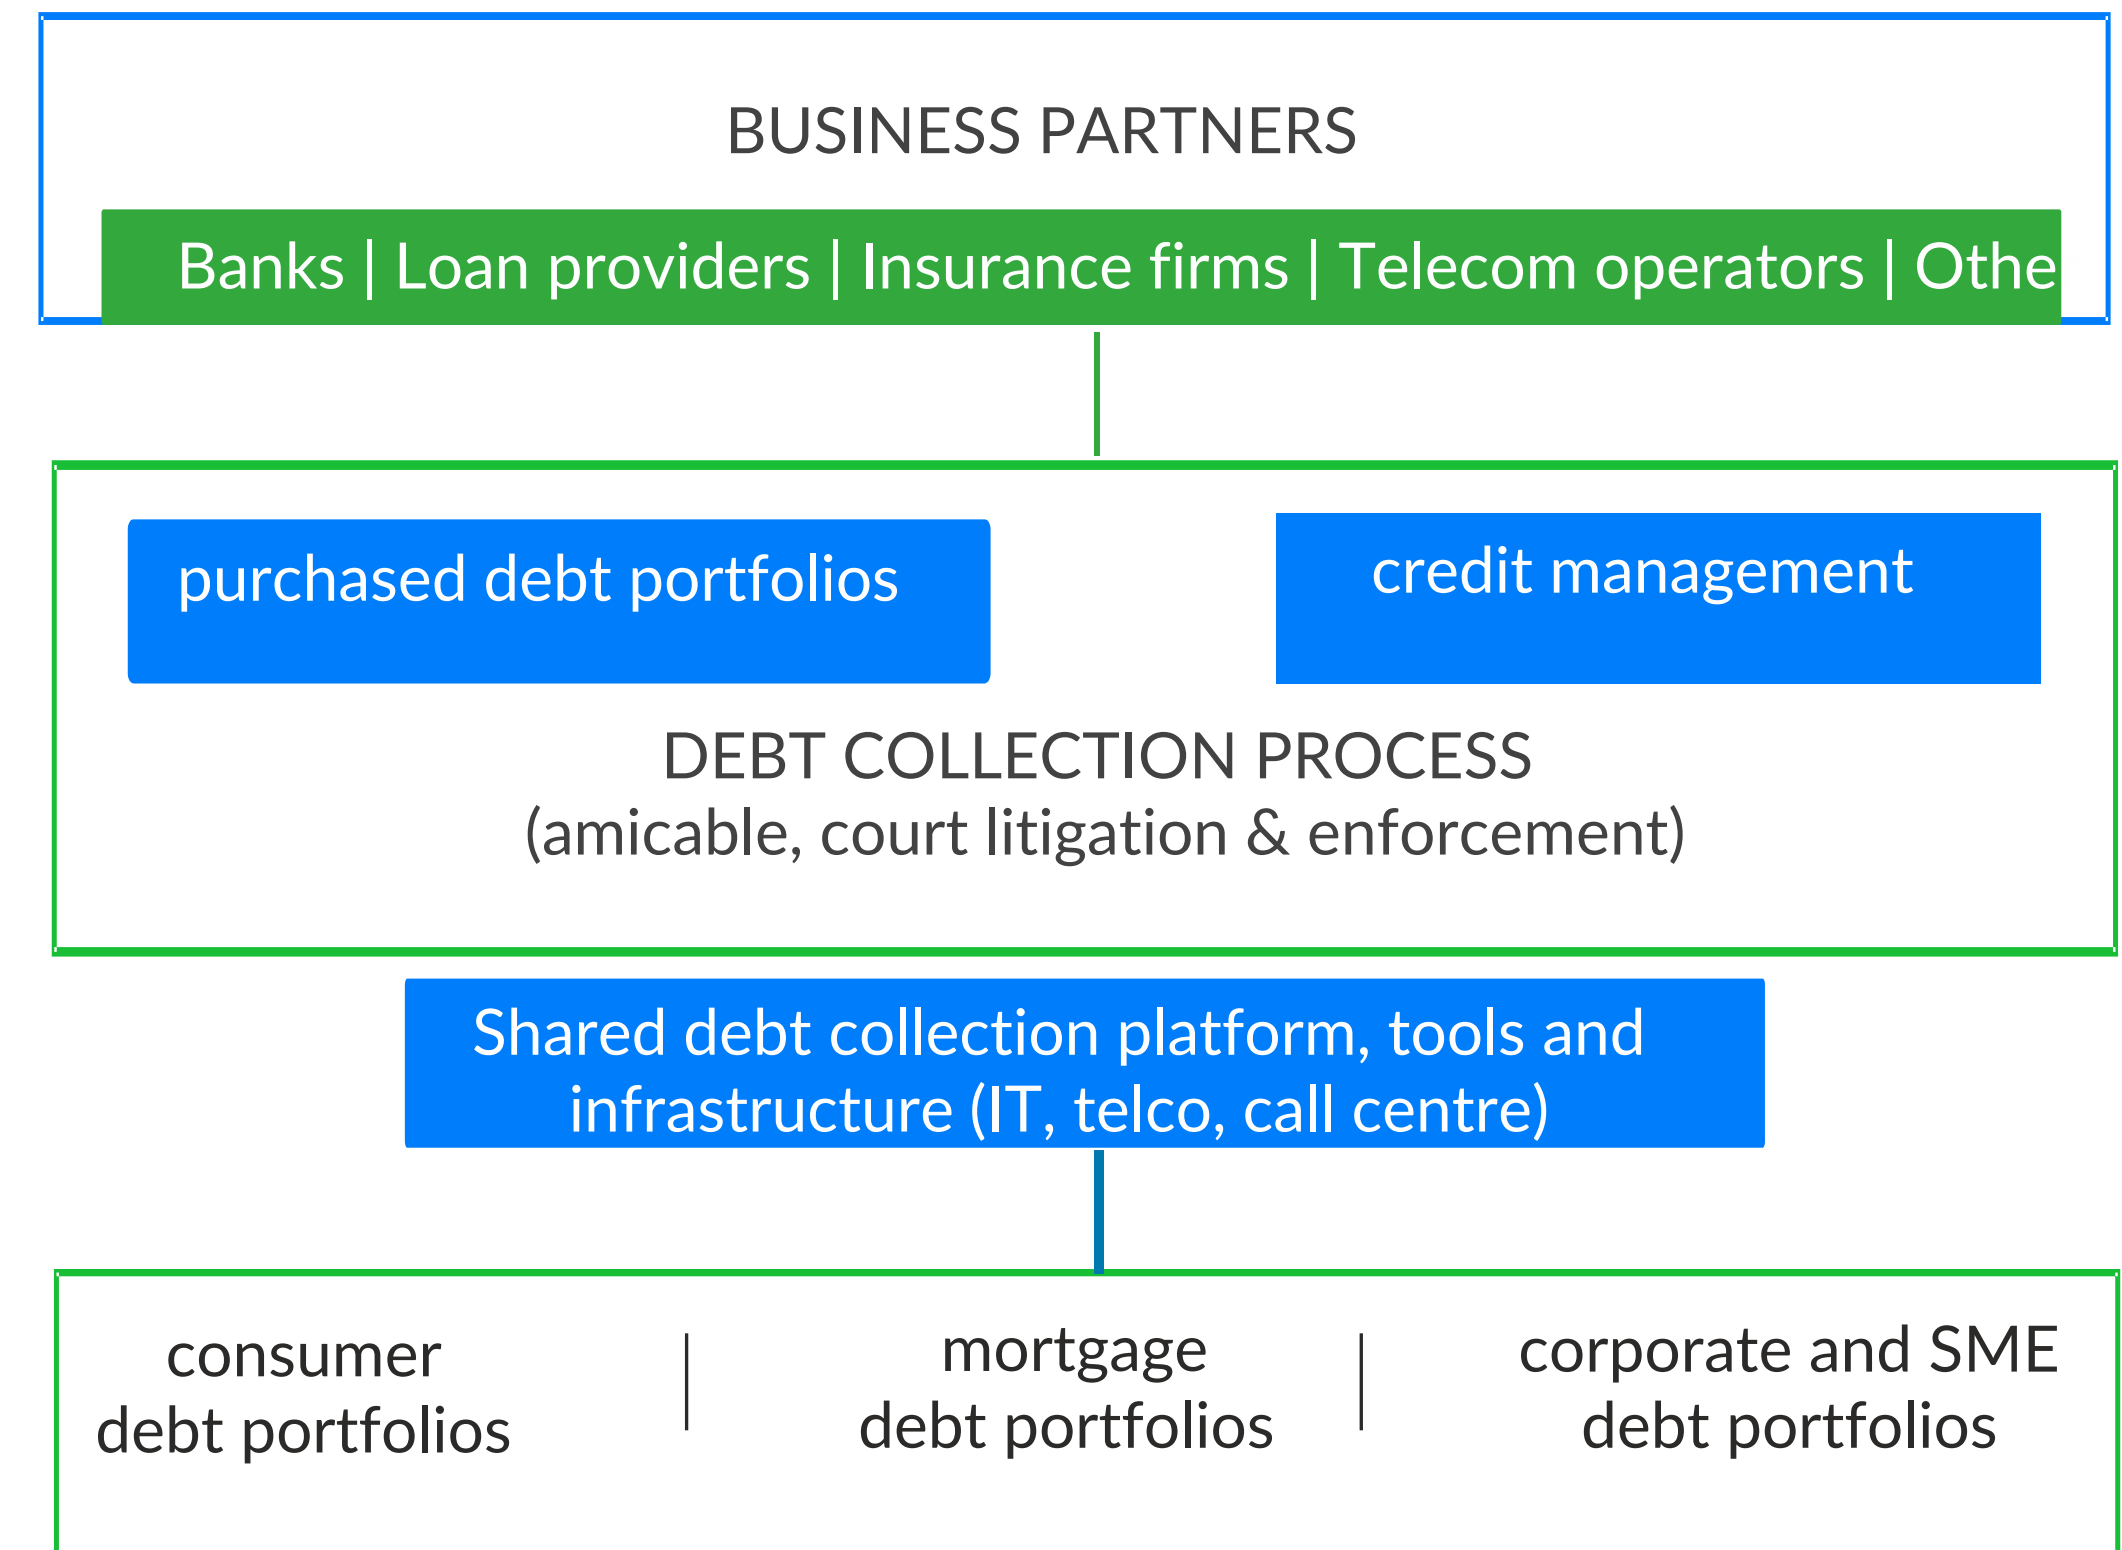 BUSINESS PARTNERS
Banks | Loan providers | Insurance firms | Telecom operators | Othe
purchased debt portfolios
credit management
DEBT COLLECTION PROCESS
(amicable, court litigation & enforcement)
Shared debt collection platform, tools and
infrastructure (IT, telco, call centre)
consumer
debt portfolios
mortgage
debt portfolios
corporate and SME
debt portfolios